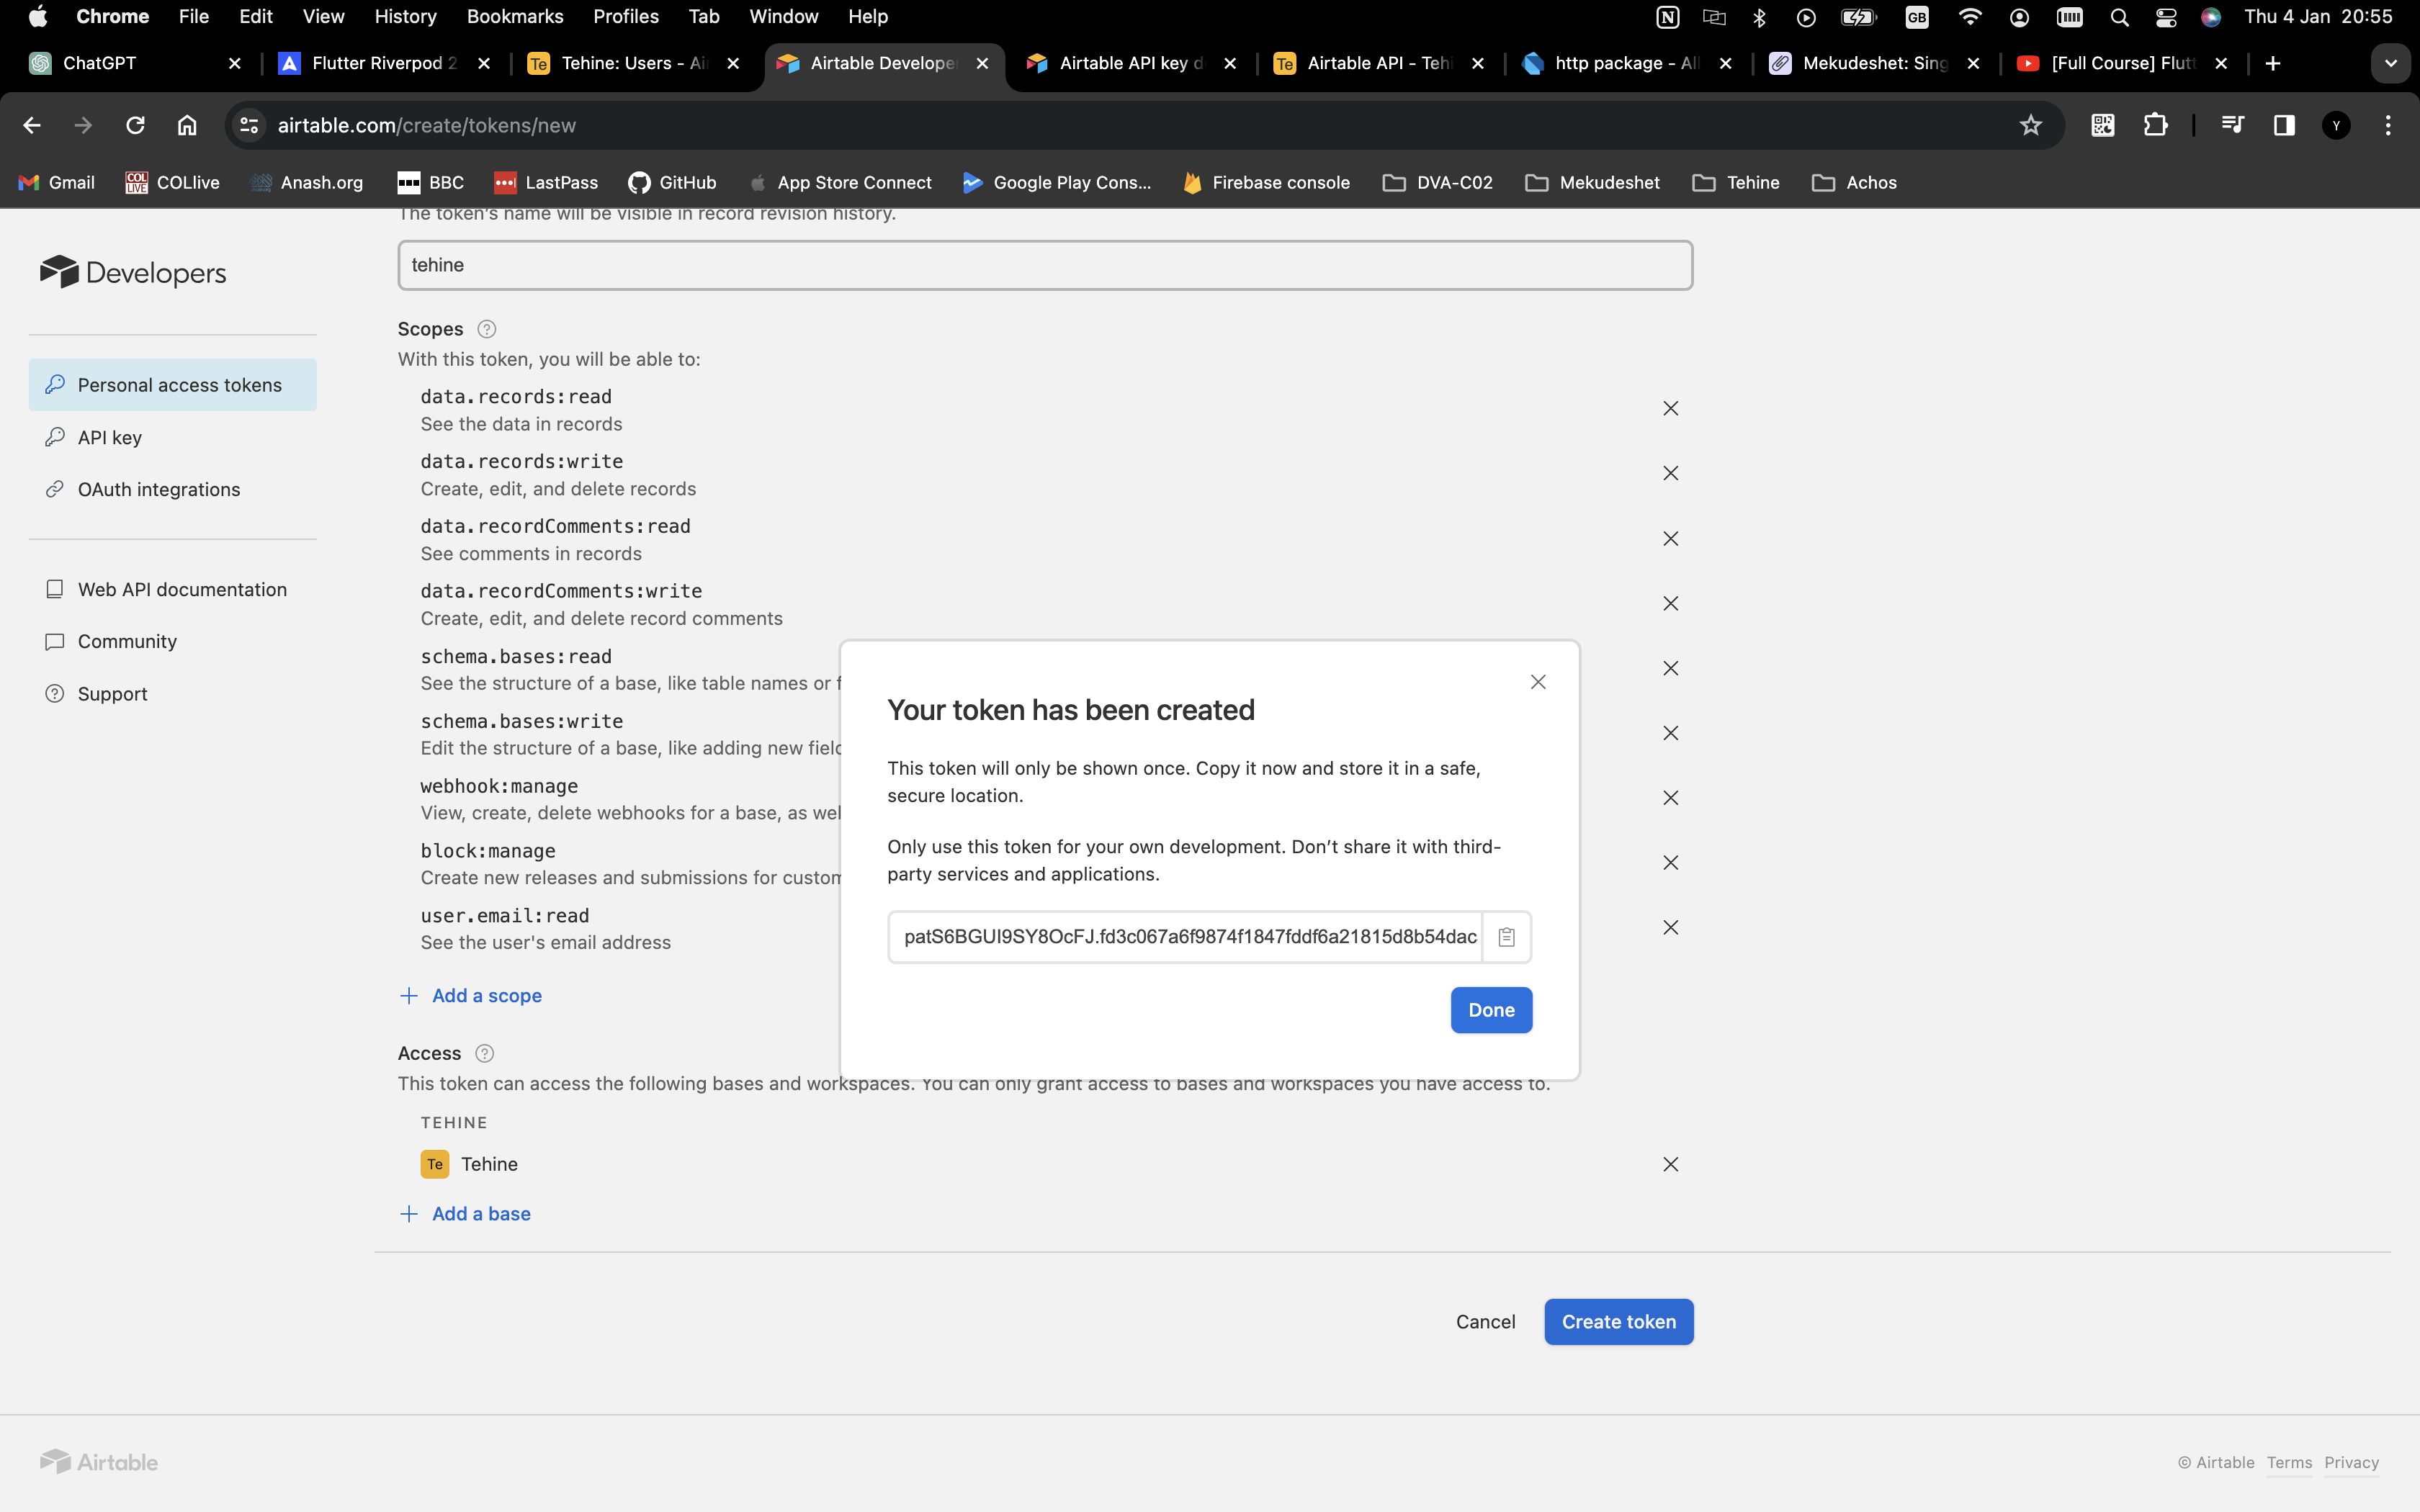 Chrome File Edit View History Bookmarks Profiles Tab Window Help
GB
Thu 4 Jan 20:55
ChatGPT
Flutter Riverpod 2
Te Tehine: Users - Ai
Airtable Develope
Airtable API key d
Te Airtable API - Teh
http package - All
Mekudeshet: Sing
[Full Course] Flut
airtable.com/create/tokens/new
Y
Gmail
COL LIVE COLlive
Anash.org
BBC
LastPass
GitHub
App Store Connect
Google Play Cons...
Firebase console
DVA-C02
Mekudeshet
Tehine
Achos
Developers
Personal access tokens
API key
OAuth integrations
Web API documentation
Community
Support
The token's name will be visible in record revision history.
tehine
Scopes ?
With this token, you will be able to:
data.records:read
See the data in records
data.records:write
Create, edit, and delete records
data.recordComments:read
See comments in records
data.recordComments:write
Create, edit, and delete record comments
schema.bases:read
See the structure of a base, like table names or f
schema.bases:write
Edit the structure of a base, like adding new field
webhook:manage
View, create, delete webhooks for a base, as wel
block:manage
Create new releases and submissions for custom
user.email:read
See the user's email address
Add a scope
Your token has been created
This token will only be shown once. Copy it now and store it in a safe,
secure location.
Only use this token for your own development. Don't share it with third-
party services and applications.
patS6BGUI9SY8OcFJ.fd3c067a6f9874f1847fddf6a21815d8b54dac
Done
Access ?
This token can access the following bases and workspaces. You can only grant access to bases and workspaces you have access to.
TEHINE
Te Tehine
Add a base
Cancel
Create token
Airtable
© Airtable Terms Privacy